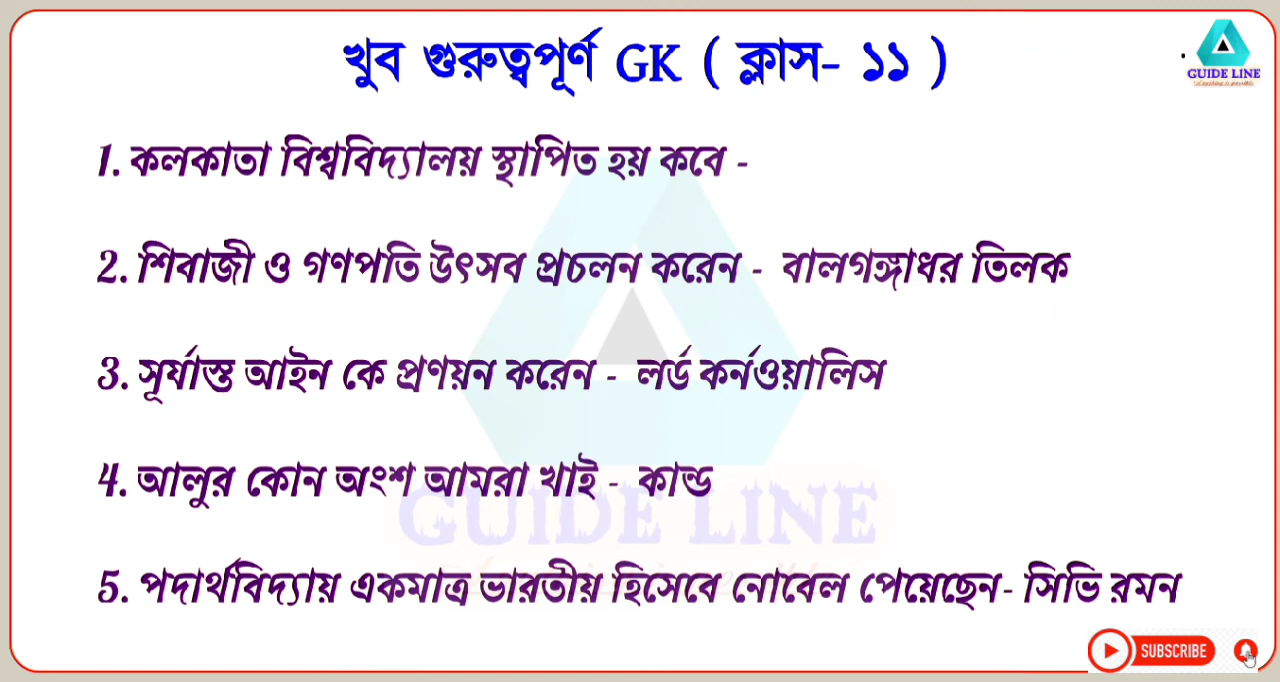 খুব গুরুত্বপূর্ণ GK ( ক্লাস- ১১ )
GUIDE LINE
1. কলকাতা বিশ্ববিদ্যালয় স্থাপিত হয় কবে -
2. শিবাজী ও গণপতি উৎসব প্রচলন করেন - বালগঙ্গাধর তিলক
3. সূর্যাস্ত আইন কে প্রণয়ন করেন - লর্ড কর্নওয়ালিস
4. আলুর কোন অংশ আমরা খাই - কান্ড
GUIDE LINE
5. পদার্থবিদ্যায় একমাত্র ভারতীয় হিসেবে নোবেল পেয়েছেন- সিভি রমন
SUBSCRIBE